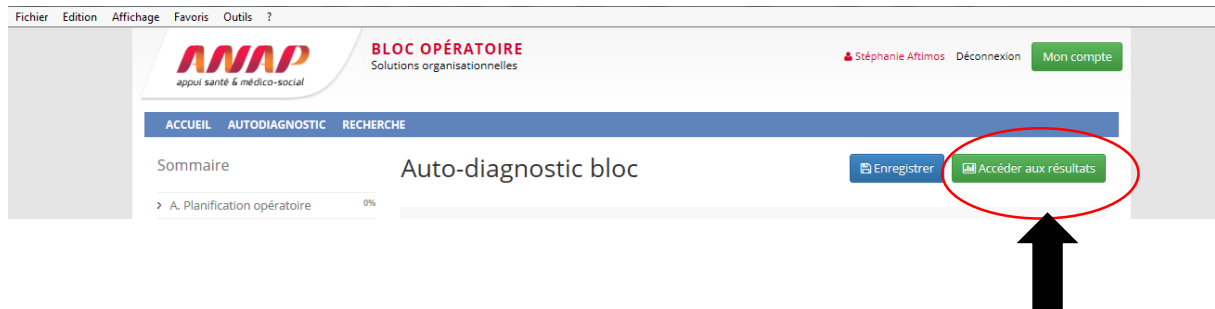 Fichier Edition Affichage Favoris Outils ?
ANAP
appui santé & médico-social
BLOC OPÉRATOIRE
Solutions organisationnelles
Stéphanie Aftimos Déconnexion Mon compte
ACCUEIL AUTODIAGNOSTIC RECHERCHE
Sommaire
Auto-diagnostic bloc
Enregistrer Accéder aux résultats
> A. Planification opératoire 0%